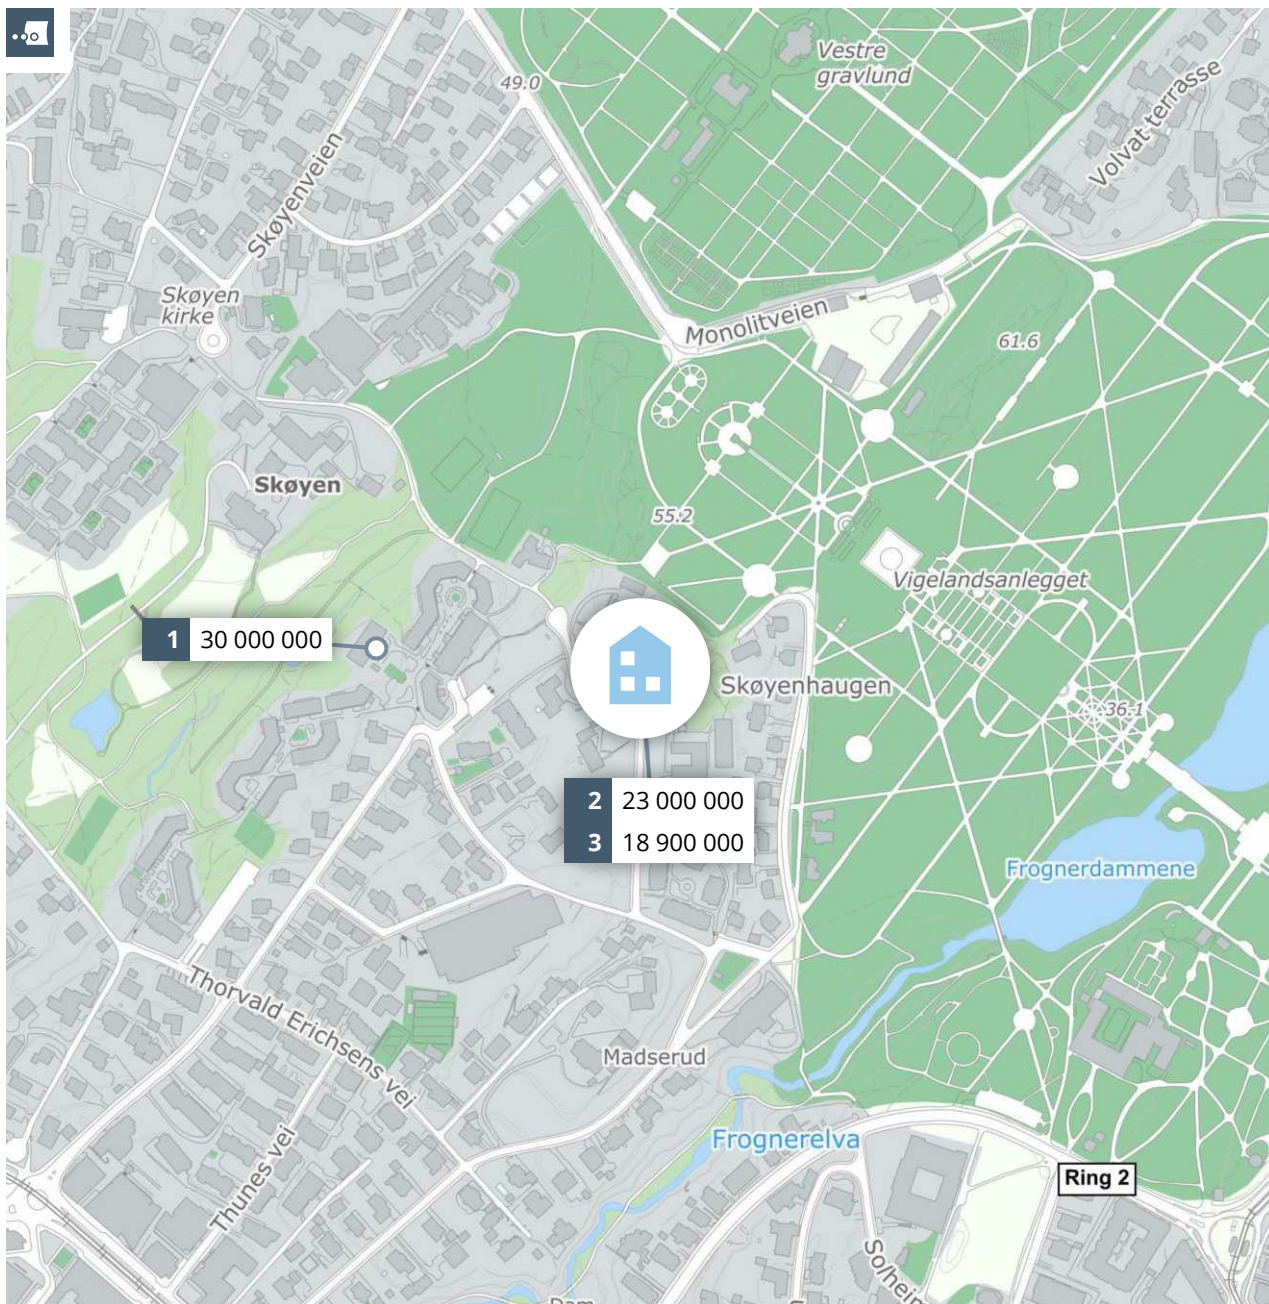 Vestre
gravlund
49.0
Volvat terrasse
Skøyenveien
Skøyen
kirke
Monolitveien
61.6
Skøyen
55.2
Vigelandsanlegget
1 30 000 000
Skøyenhaugen
36.1
2 23 000 000
3 18 900 000
Frognerdammene
Thorvald Erichsens vei
Madserud
Frognerelva
Thunes vei
Ring 2